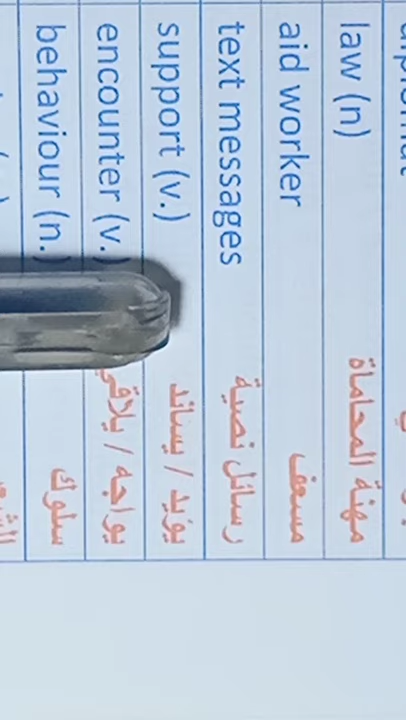 law (n) مهنة المحاماة
aid worker مسعف
text messages رسائل نصية
support (v.) يؤيد / يساند
encounter (v.) يواجه / يلاقي
behaviour (n.) سلوك